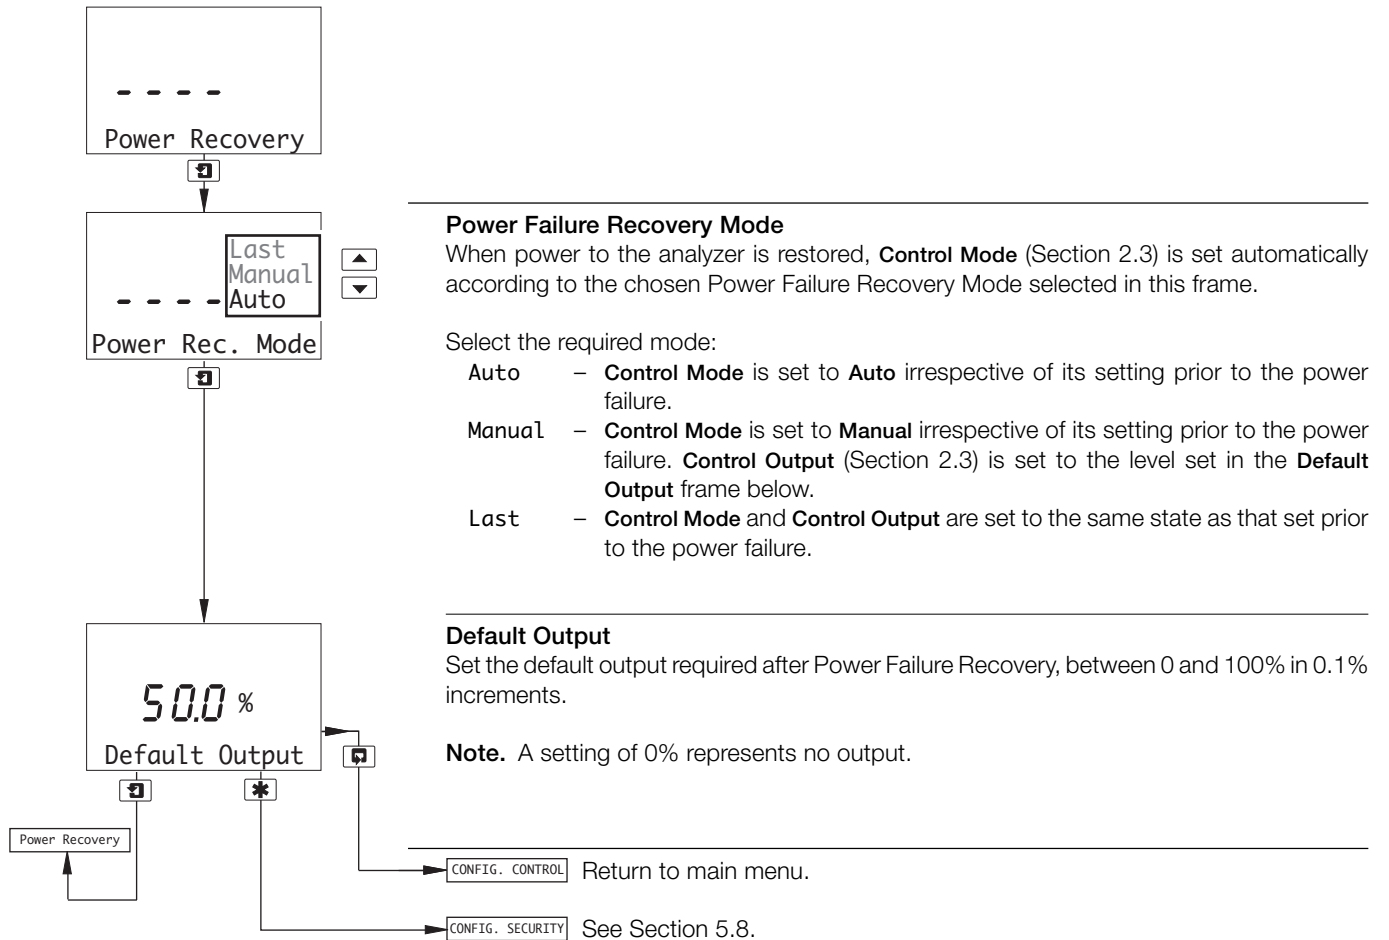 - - - -
Power Recovery
Last
Manual
- - - - Auto
Power Rec. Mode
Power Failure Recovery Mode
When power to the analyzer is restored, Control Mode (Section 2.3) is set automatically
according to the chosen Power Failure Recovery Mode selected in this frame.
Select the required mode:
Auto – Control Mode is set to Auto irrespective of its setting prior to the power
failure.
Manual – Control Mode is set to Manual irrespective of its setting prior to the power
failure. Control Output (Section 2.3) is set to the level set in the Default
Output frame below.
Last – Control Mode and Control Output are set to the same state as that set prior
to the power failure.
50.0 %
Default Output
Default Output
Set the default output required after Power Failure Recovery, between 0 and 100% in 0.1%
increments.
Note. A setting of 0% represents no output.
Power Recovery
CONFIG. CONTROL Return to main menu.
CONFIG. SECURITY See Section 5.8.